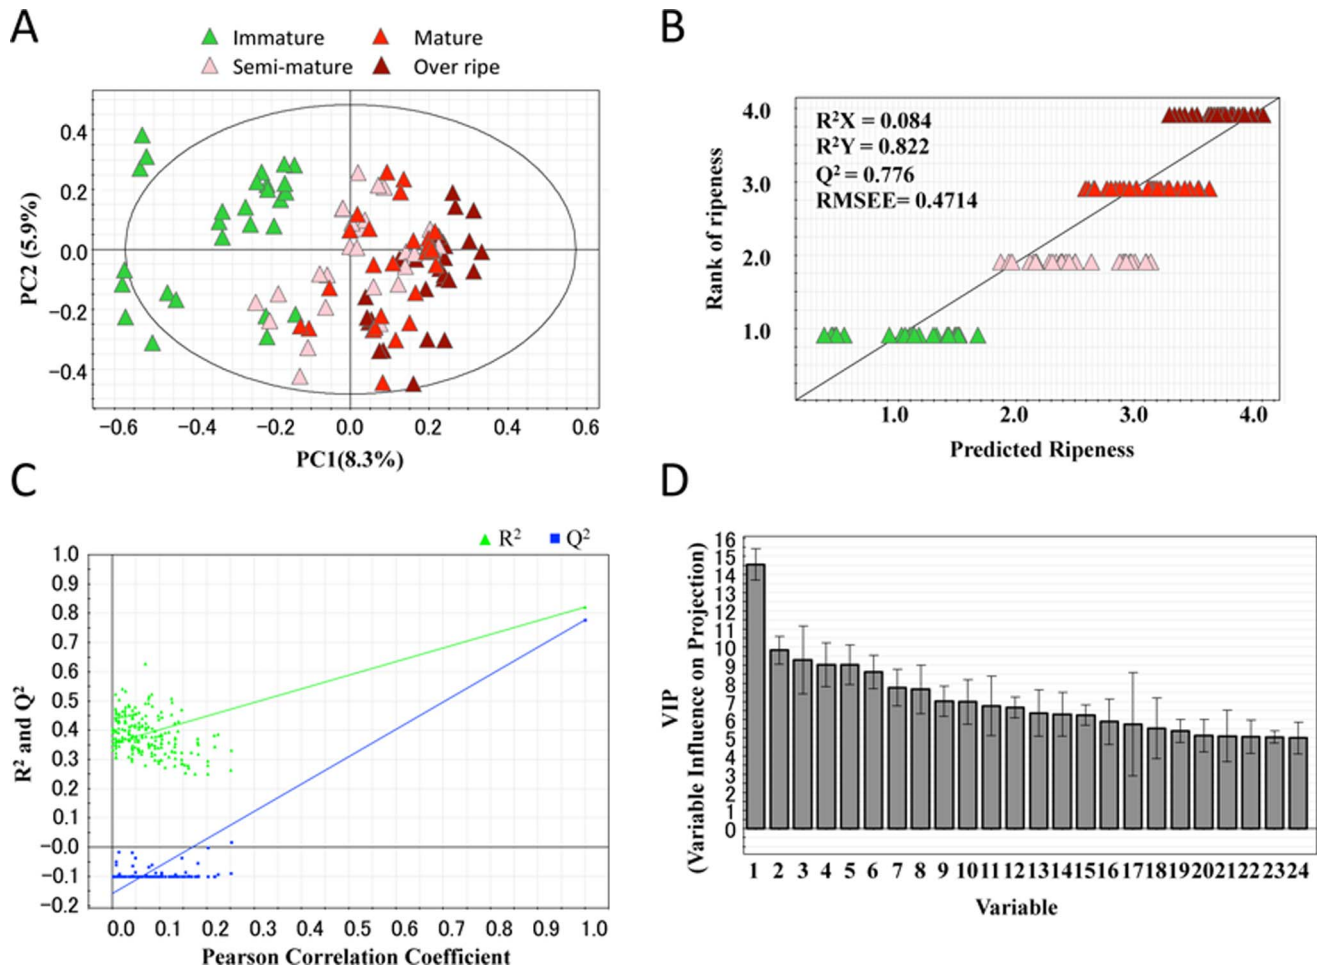 A
Immature
Mature
Semi-mature
Over ripe
0.4
0.2
0.0
−0.2
−0.4
PC2 (5.9%)
−0.6
−0.4
−0.2
0.0
0.2
0.4
0.6
PC1(8.3%)
B
R²X = 0.084
R²Y = 0.822
Q² = 0.776
RMSEE= 0.4714
4.0
3.0
2.0
1.0
Rank of ripeness
1.0
2.0
3.0
4.0
Predicted Ripeness
C
R²
Q²
1.0
0.9
0.8
0.7
0.6
0.5
0.4
0.3
0.2
0.1
−0.0
−0.1
−0.2
R² and Q²
0.0
0.1
0.2
0.3
0.4
0.5
0.6
0.7
0.8
0.9
1.0
Pearson Correlation Coefficient
D
16
15
14
13
12
11
10
9
8
7
6
5
4
3
2
1
0
VIP
(Variable Influence on Projection)
1 2 3 4 5 6 7 8 9 10 11 12 13 14 15 16 17 18 19 20 21 22 23 24
Variable